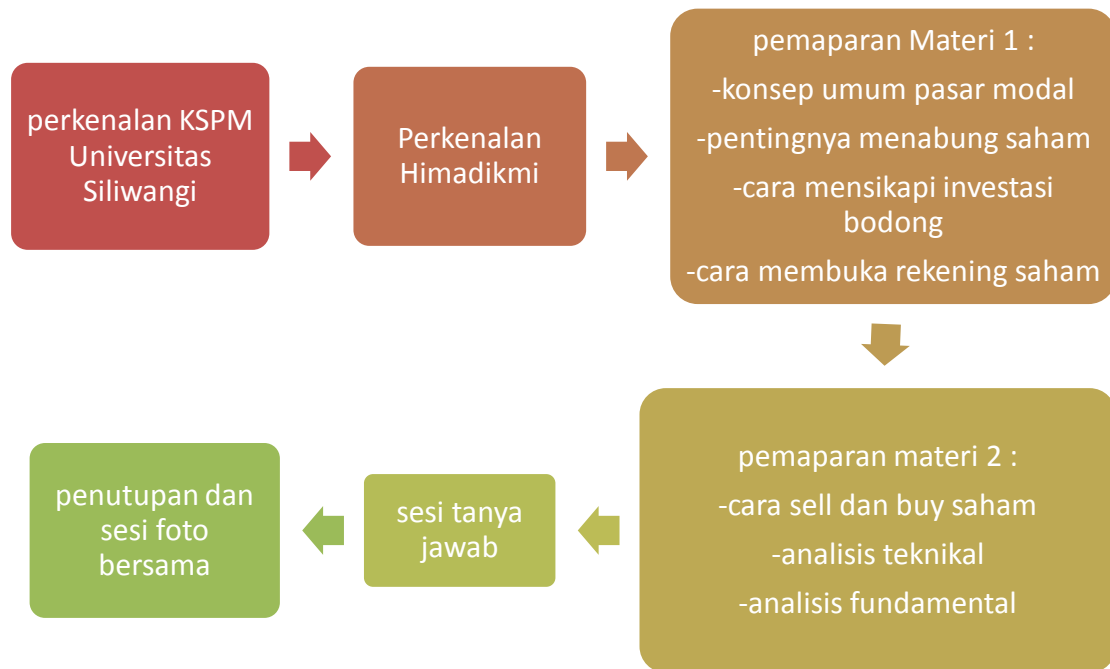 perkenalan KSPM
Universitas
Siliwangi
Perkenalan
Himadikmi
pemaparan Materi 1 :
-konsep umum pasar modal
-pentingnya menabung saham
-cara mensikapi investasi
bodong
-cara membuka rekening saham
pemaparan materi 2 :
-cara sell dan buy saham
-analisis teknikal
-analisis fundamental
sesi tanya
jawab
penutupan dan
sesi foto
bersama